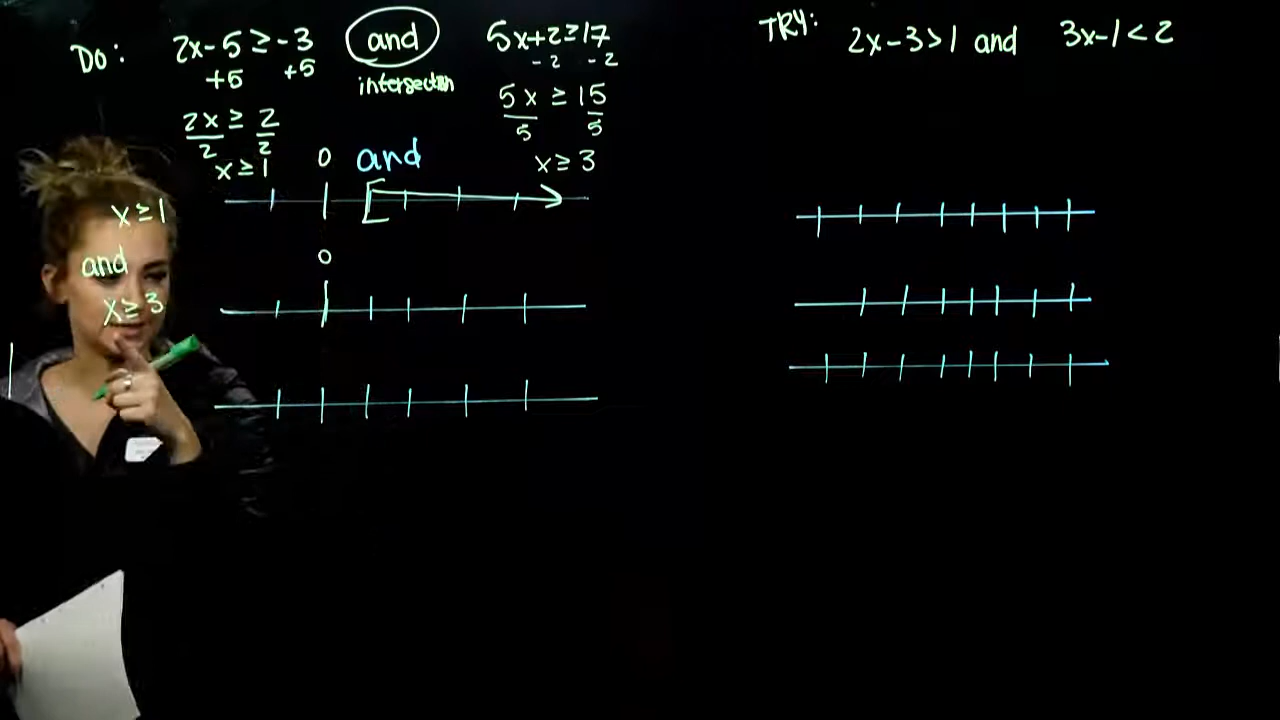 Do: 2x-5≥-3 and 5x+2≥17
+5 +5 intersection -2 -2
2x ≥ 2 5x ≥ 15
2 2 5 5
x≥1 0 and x≥3
x≥1
and 0
x≥3
TRY: 2x-3>1 and 3x-1<2